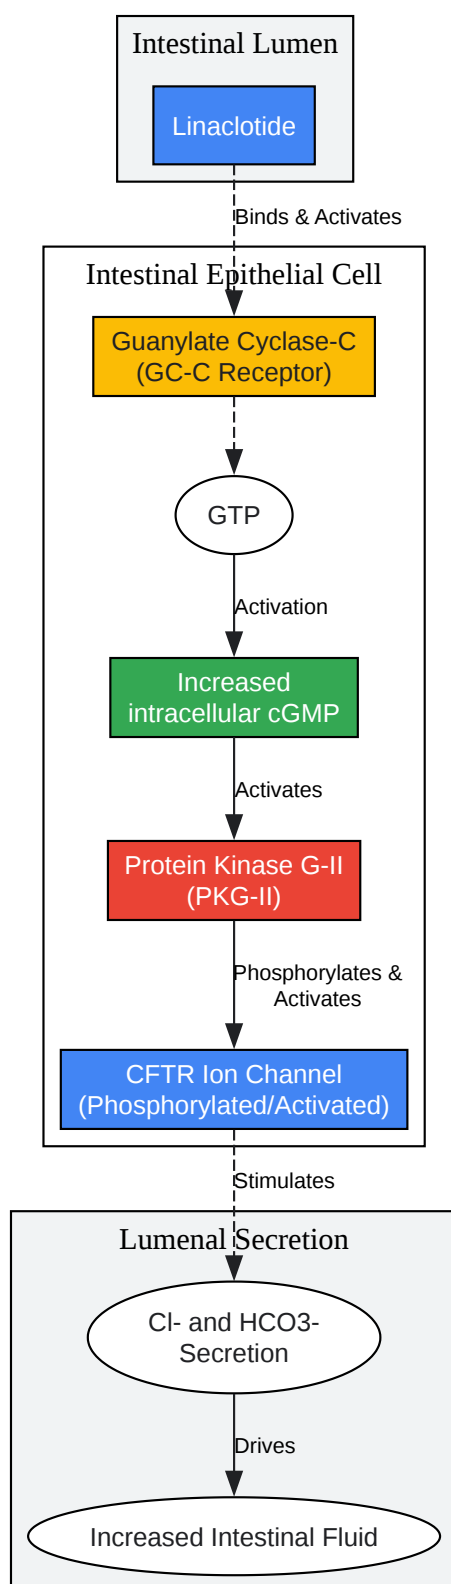 Intestinal Lumen
Linaclotide
Binds & Activates
Intestinal Epithelial Cell
Guanylate Cyclase-C
(GC-C Receptor)
GTP
Activation
Increased
intracellular cGMP
Activates
Protein Kinase G-II
(PKG-II)
Phosphorylates &
Activates
CFTR Ion Channel
(Phosphorylated/Activated)
Stimulates
Lumenal Secretion
Cl- and HCO3-
Secretion
Drives
Increased Intestinal Fluid